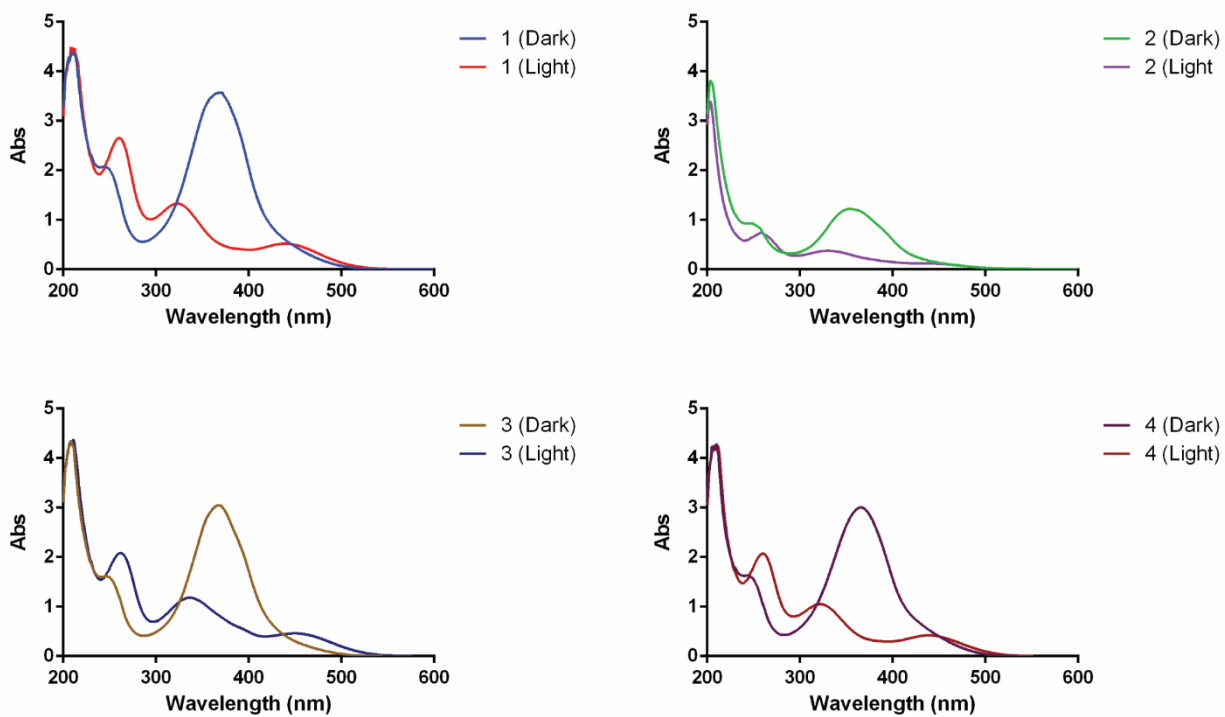 1 (Dark)
1 (Light)
5
4
3
2
1
0
Abs
200 300 400 500 600
Wavelength (nm)
2 (Dark)
2 (Light
5
4
3
2
1
0
Abs
200 300 400 500 600
Wavelength (nm)
3 (Dark)
3 (Light)
5
4
3
2
1
0
Abs
200 300 400 500 600
Wavelength (nm)
4 (Dark)
4 (Light)
5
4
3
2
1
0
Abs
200 300 400 500 600
Wavelength (nm)